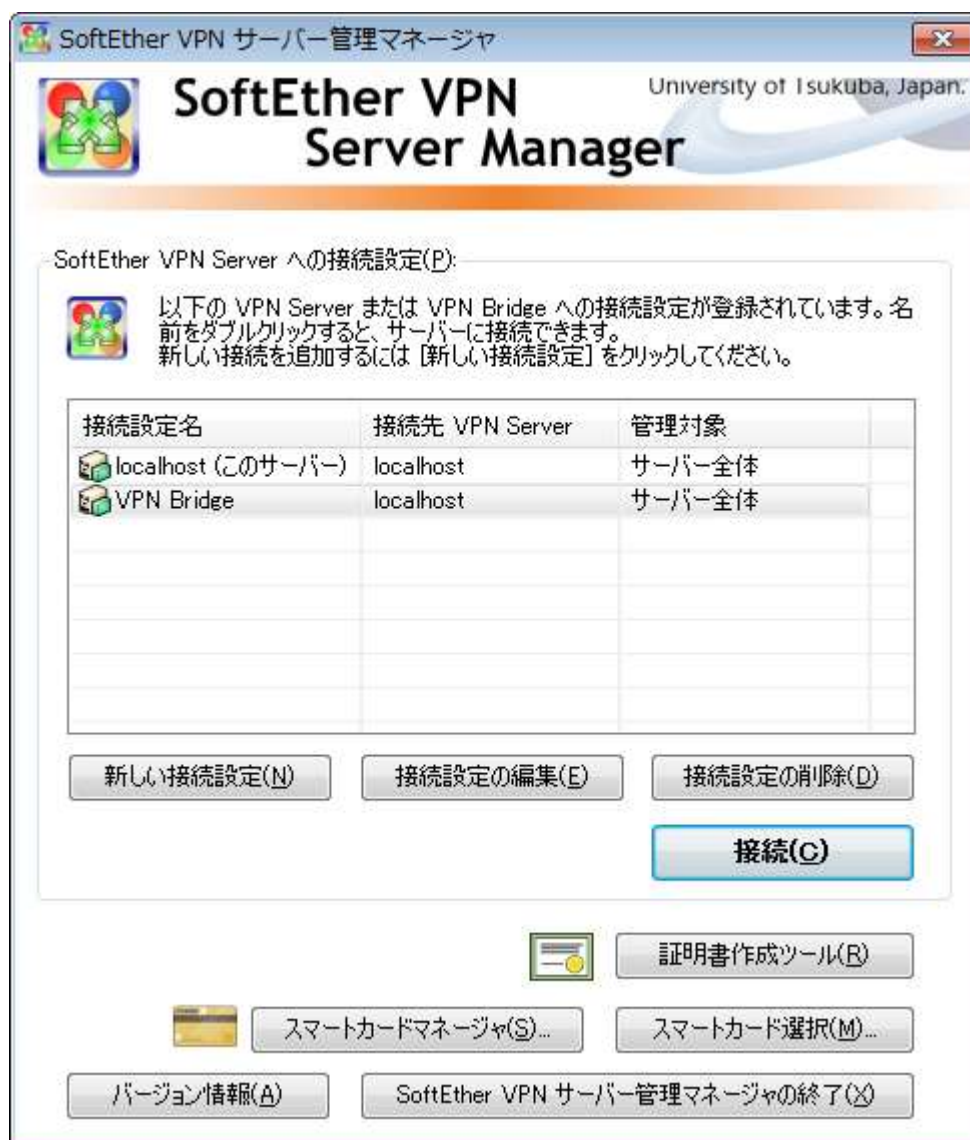 SoftEther VPN サーバー管理マネージャ
SoftEther VPN
Server Manager
University of Tsukuba, Japan.
SoftEther VPN Server への接続設定(P):
以下の VPN Server または VPN Bridge への接続設定が登録されています。名
前をダブルクリックすると、サーバーに接続できます。
新しい接続を追加するには [新しい接続設定] をクリックしてください。
接続設定名 接続先 VPN Server 管理対象
localhost (このサーバー) localhost サーバー全体
VPN Bridge localhost サーバー全体
新しい接続設定(N) 接続設定の編集(E) 接続設定の削除(D)
接続(C)
証明書作成ツール(R)
スマートカードマネージャ(S)... スマートカード選択(M)...
バージョン情報(A) SoftEther VPN サーバー管理マネージャの終了(X)